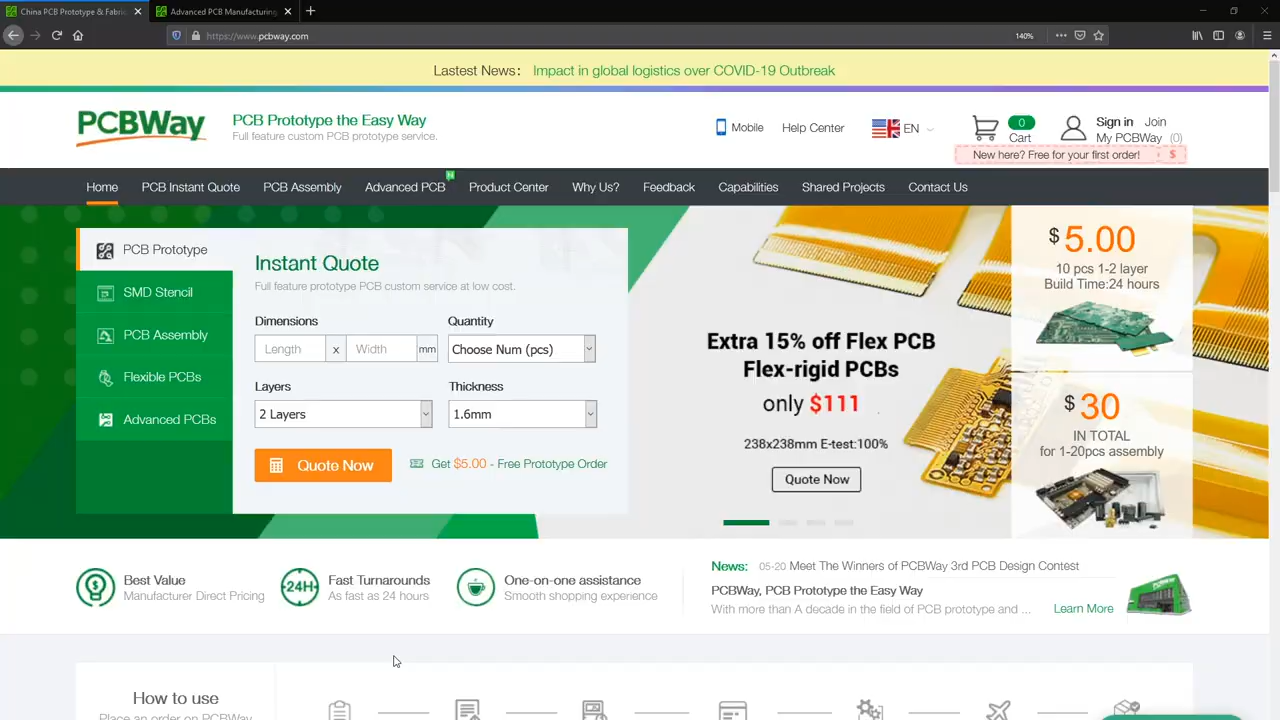 China PCB Prototype & Fabric
Advanced PCB Manufacturing,
https://www.pcbway.com
140%
Lastest News: Impact in global logistics over COVID-19 Outbreak
PCBWay
PCB Prototype the Easy Way
Full feature custom PCB prototype service.
Mobile
Help Center
EN
0
Cart
Sign in Join
My PCBWay (0)
New here? Free for your first order! $
Home
PCB Instant Quote
PCB Assembly
Advanced PCB
N
Product Center
Why Us?
Feedback
Capabilities
Shared Projects
Contact Us
PCB Prototype
SMD Stencil
PCB Assembly
Flexible PCBs
Advanced PCBs
Instant Quote
Full feature prototype PCB custom service at low cost.
Dimensions
Quantity
Length x Width mm
Choose Num (pcs)
Layers
Thickness
2 Layers
1.6mm
Quote Now
Get $5.00 - Free Prototype Order
Extra 15% off Flex PCB
Flex-rigid PCBs
only $111
238x238mm E-test:100%
Quote Now
$ 5.00
10 pcs 1-2 layer
Build Time:24 hours
$ 30
IN TOTAL
for 1-20pcs assembly
Best Value
Manufacturer Direct Pricing
24H
Fast Turnarounds
As fast as 24 hours
One-on-one assistance
Smooth shopping experience
News: 05-20 Meet The Winners of PCBWay 3rd PCB Design Contest
PCBWay, PCB Prototype the Easy Way
With more than A decade in the field of PCB prototype and ... Learn More
How to use
Place an order on PCBWay